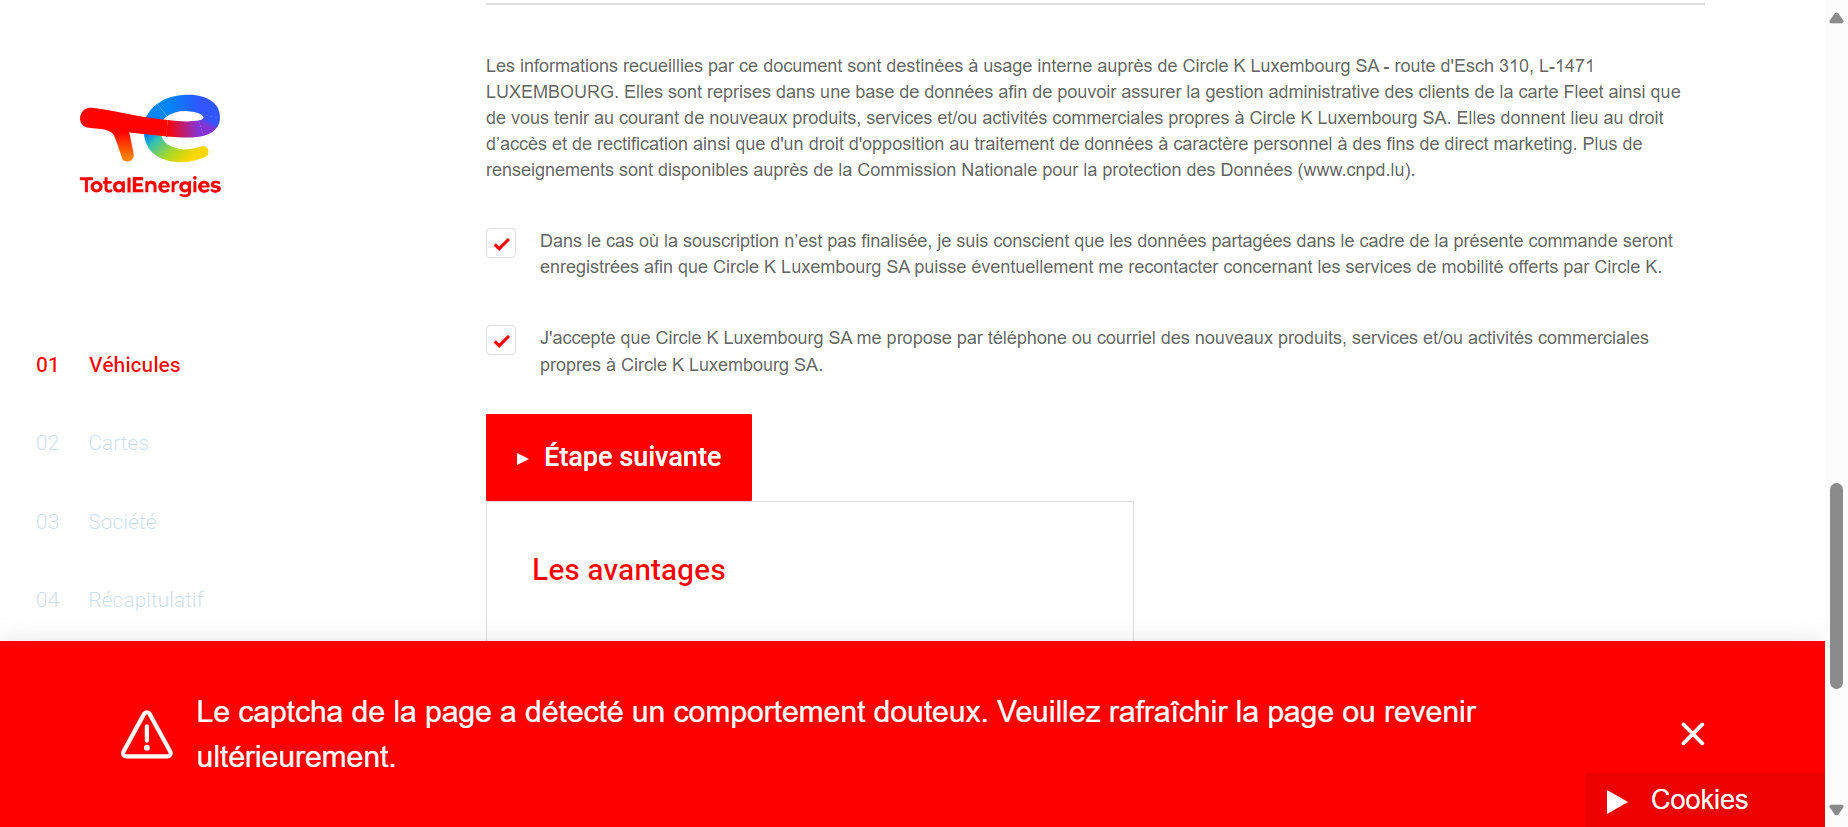 Les informations recueillies par ce document sont destinées à usage interne auprès de Circle K Luxembourg SA - route d'Esch 310, L-1471
LUXEMBOURG. Elles sont reprises dans une base de données afin de pouvoir assurer la gestion administrative des clients de la carte Fleet ainsi que
de vous tenir au courant de nouveaux produits, services et/ou activités commerciales propres à Circle K Luxembourg SA. Elles donnent lieu au droit
d’accès et de rectification ainsi que d'un droit d'opposition au traitement de données à caractère personnel à des fins de direct marketing. Plus de
renseignements sont disponibles auprès de la Commission Nationale pour la protection des Données (www.cnpd.lu).
TotalEnergies
Dans le cas où la souscription n’est pas finalisée, je suis conscient que les données partagées dans le cadre de la présente commande seront
enregistrées afin que Circle K Luxembourg SA puisse éventuellement me recontacter concernant les services de mobilité offerts par Circle K.
J'accepte que Circle K Luxembourg SA me propose par téléphone ou courriel des nouveaux produits, services et/ou activités commerciales
propres à Circle K Luxembourg SA.
01 Véhicules
02 Cartes
03 Société
04 Récapitulatif
Étape suivante
Les avantages
Le captcha de la page a détecté un comportement douteux. Veuillez rafraîchir la page ou revenir
ultérieurement.
Cookies